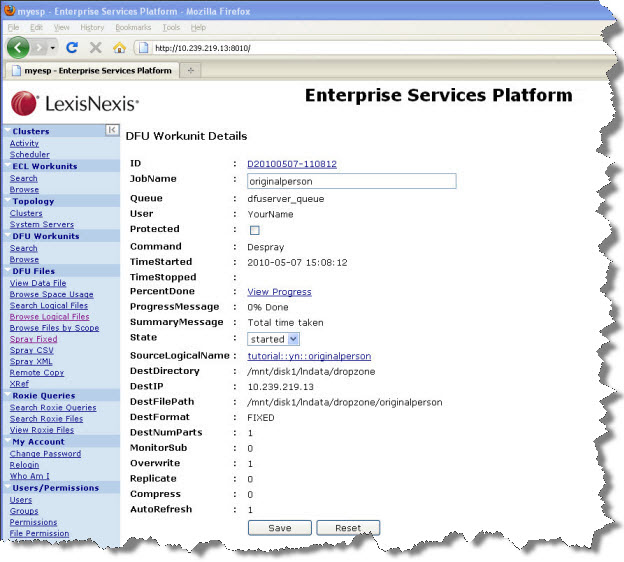 myesp - Enterprise Services Platform - Mozilla Firefox
File Edit View History Bookmarks Tools Help
http://10.239.219.13:8010/
myesp - Enterprise Services Platform
LexisNexis®
Enterprise Services Platform
Clusters
Activity
Scheduler
ECL Workunits
Search
Browse
Topology
Clusters
System Servers
DFU Workunits
Search
Browse
DFU Files
View Data File
Browse Space Usage
Search Logical Files
Browse Logical Files
Browse Files by Scope
Spray Fixed
Spray CSV
Spray XML
Remote Copy
XRef
Roxie Queries
Search Roxie Queries
Search Roxie Files
View Roxie Files
My Account
Change Password
Relogin
Who Am I
Users/Permissions
Users
Groups
Permissions
File Permission
DFU Workunit Details
ID : D20100507-110812
JobName : originalperson
Queue : dfuserver_queue
User : YourName
Protected :
Command : Despray
TimeStarted : 2010-05-07 15:08:12
TimeStopped :
PercentDone : View Progress
ProgressMessage : 0% Done
SummaryMessage : Total time taken
State : started
SourceLogicalName : tutorial::yn::originalperson
DestDirectory : /mnt/disk1/lndata/dropzone
DestIP : 10.239.219.13
DestFilePath : /mnt/disk1/lndata/dropzone/originalperson
DestFormat : FIXED
DestNumParts : 1
MonitorSub : 0
Overwrite : 1
Replicate : 0
Compress : 0
AutoRefresh : 1
Save Reset